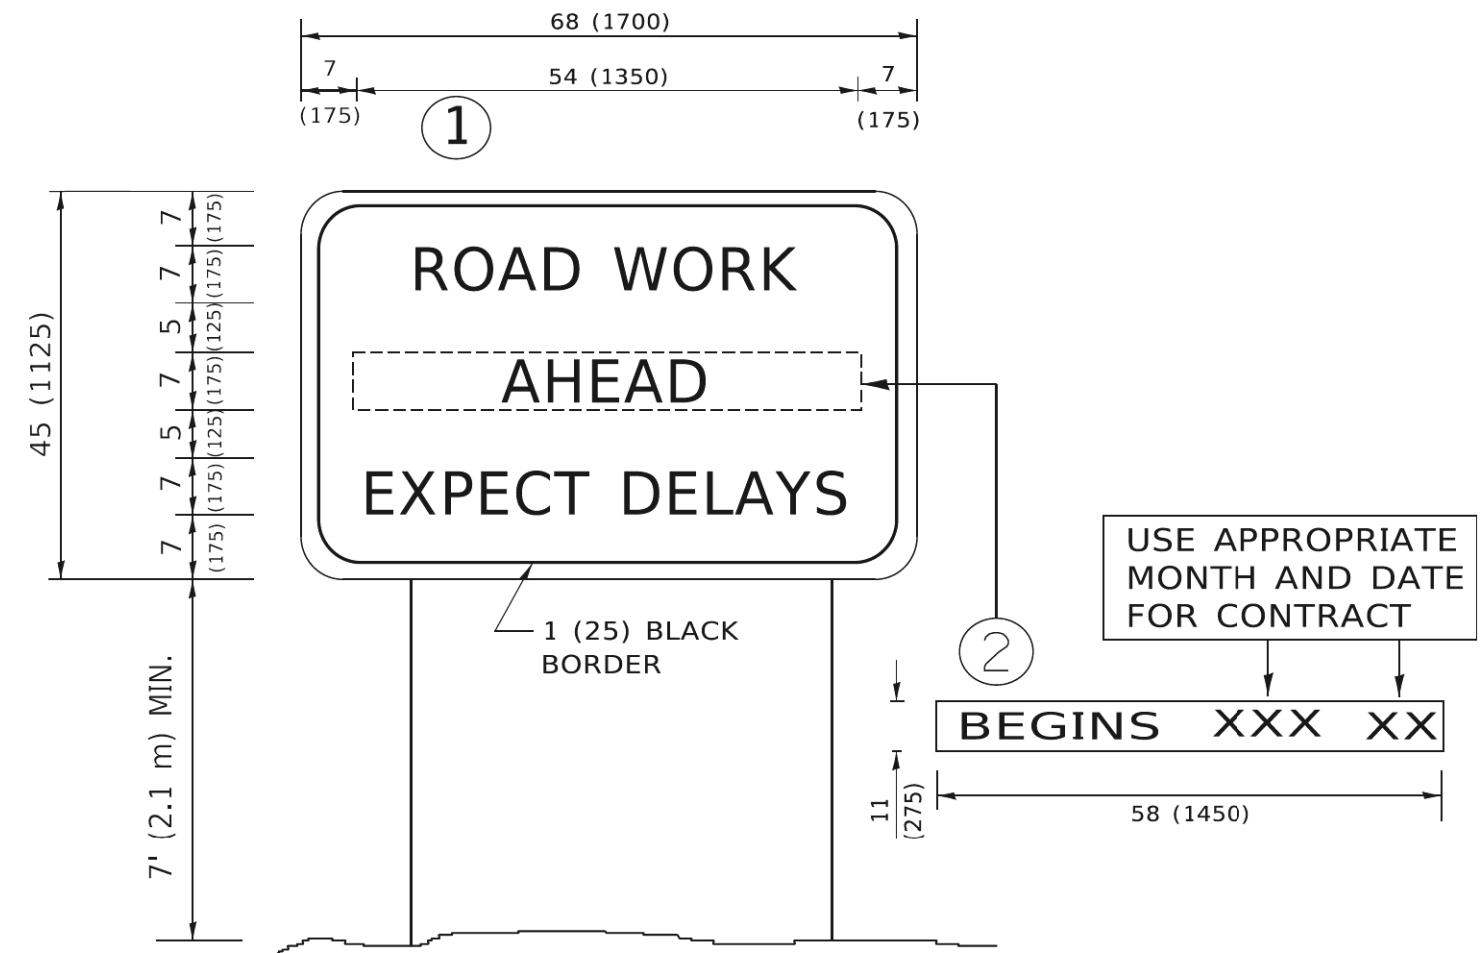 68 (1700)
7
54 (1350)
7
(175)
(175)
1
7
(175)
7
(175)
5
(125)
7
(175)
5
(125)
7
(175)
7
(175)
45 (1125)
ROAD WORK
AHEAD
EXPECT DELAYS
1 (25) BLACK
BORDER
7' (2.1 m) MIN.
USE APPROPRIATE
MONTH AND DATE
FOR CONTRACT
2
BEGINS XXX XX
11
(275)
58 (1450)